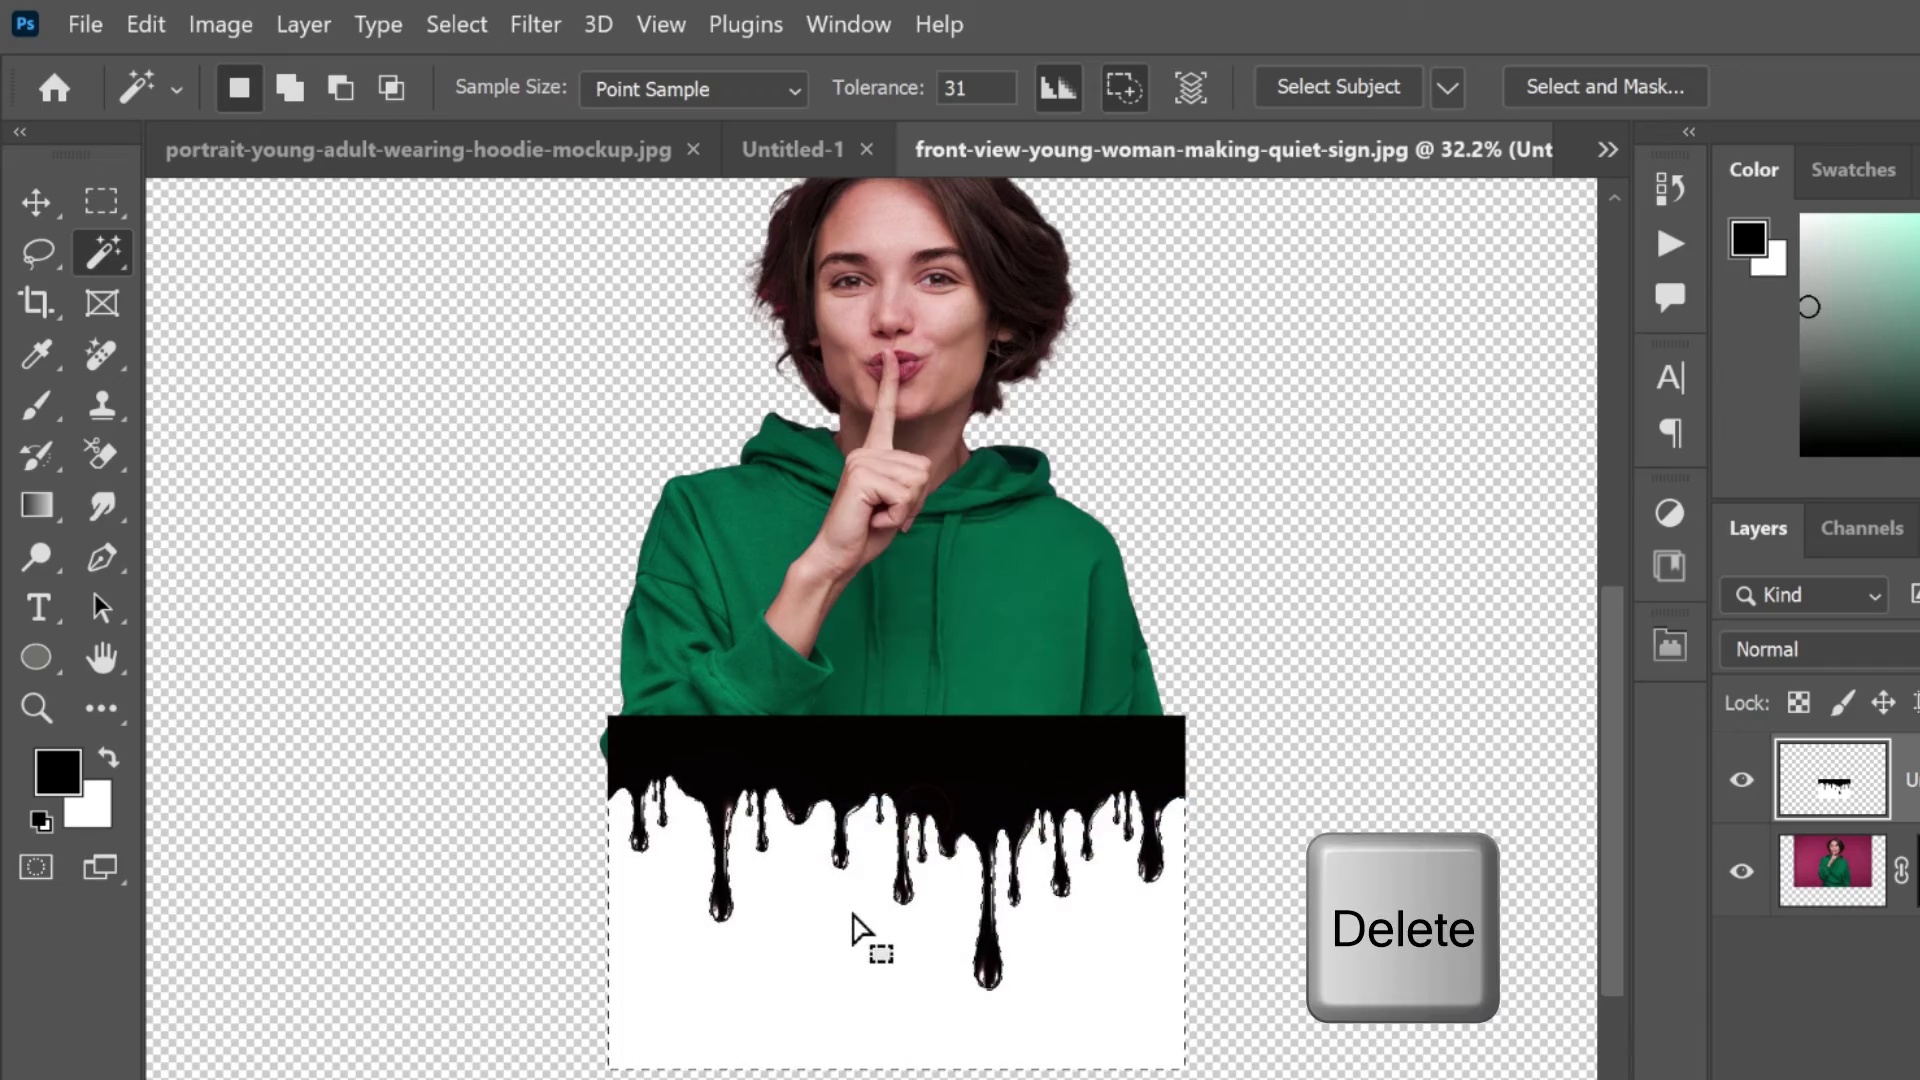 Ps File Edit Image Layer Type Select Filter 3D View Plugins Window Help
Sample Size: Point Sample Tolerance: 31 Select Subject Select and Mask...
portrait-young-adult-wearing-hoodie-mockup.jpg × Untitled-1 × front-view-young-woman-making-quiet-sign.jpg @ 32.2% (Unt
Color Swatches
Layers Channels
Kind
Normal
Lock:
U
Delete